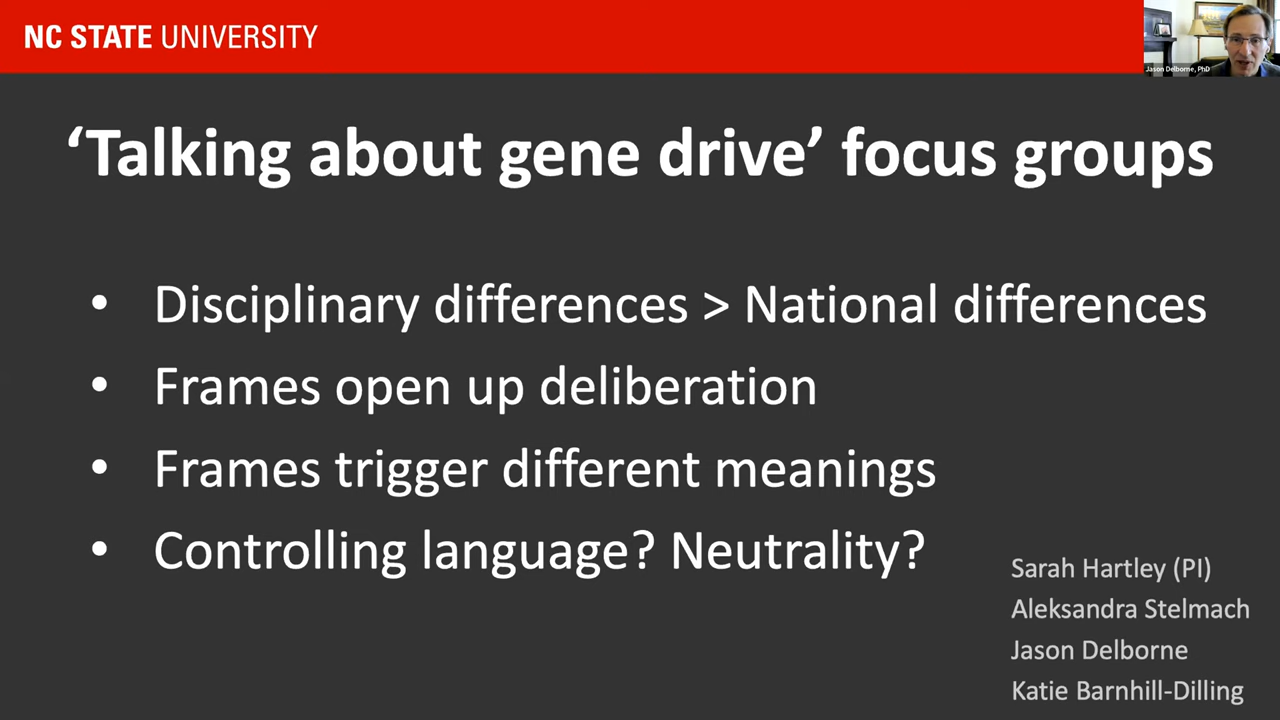 NC STATE UNIVERSITY
Jason Delborne, PhD
‘Talking about gene drive’ focus groups
• Disciplinary differences > National differences
• Frames open up deliberation
• Frames trigger different meanings
• Controlling language? Neutrality?
Sarah Hartley (PI)
Aleksandra Stelmach
Jason Delborne
Katie Barnhill-Dilling